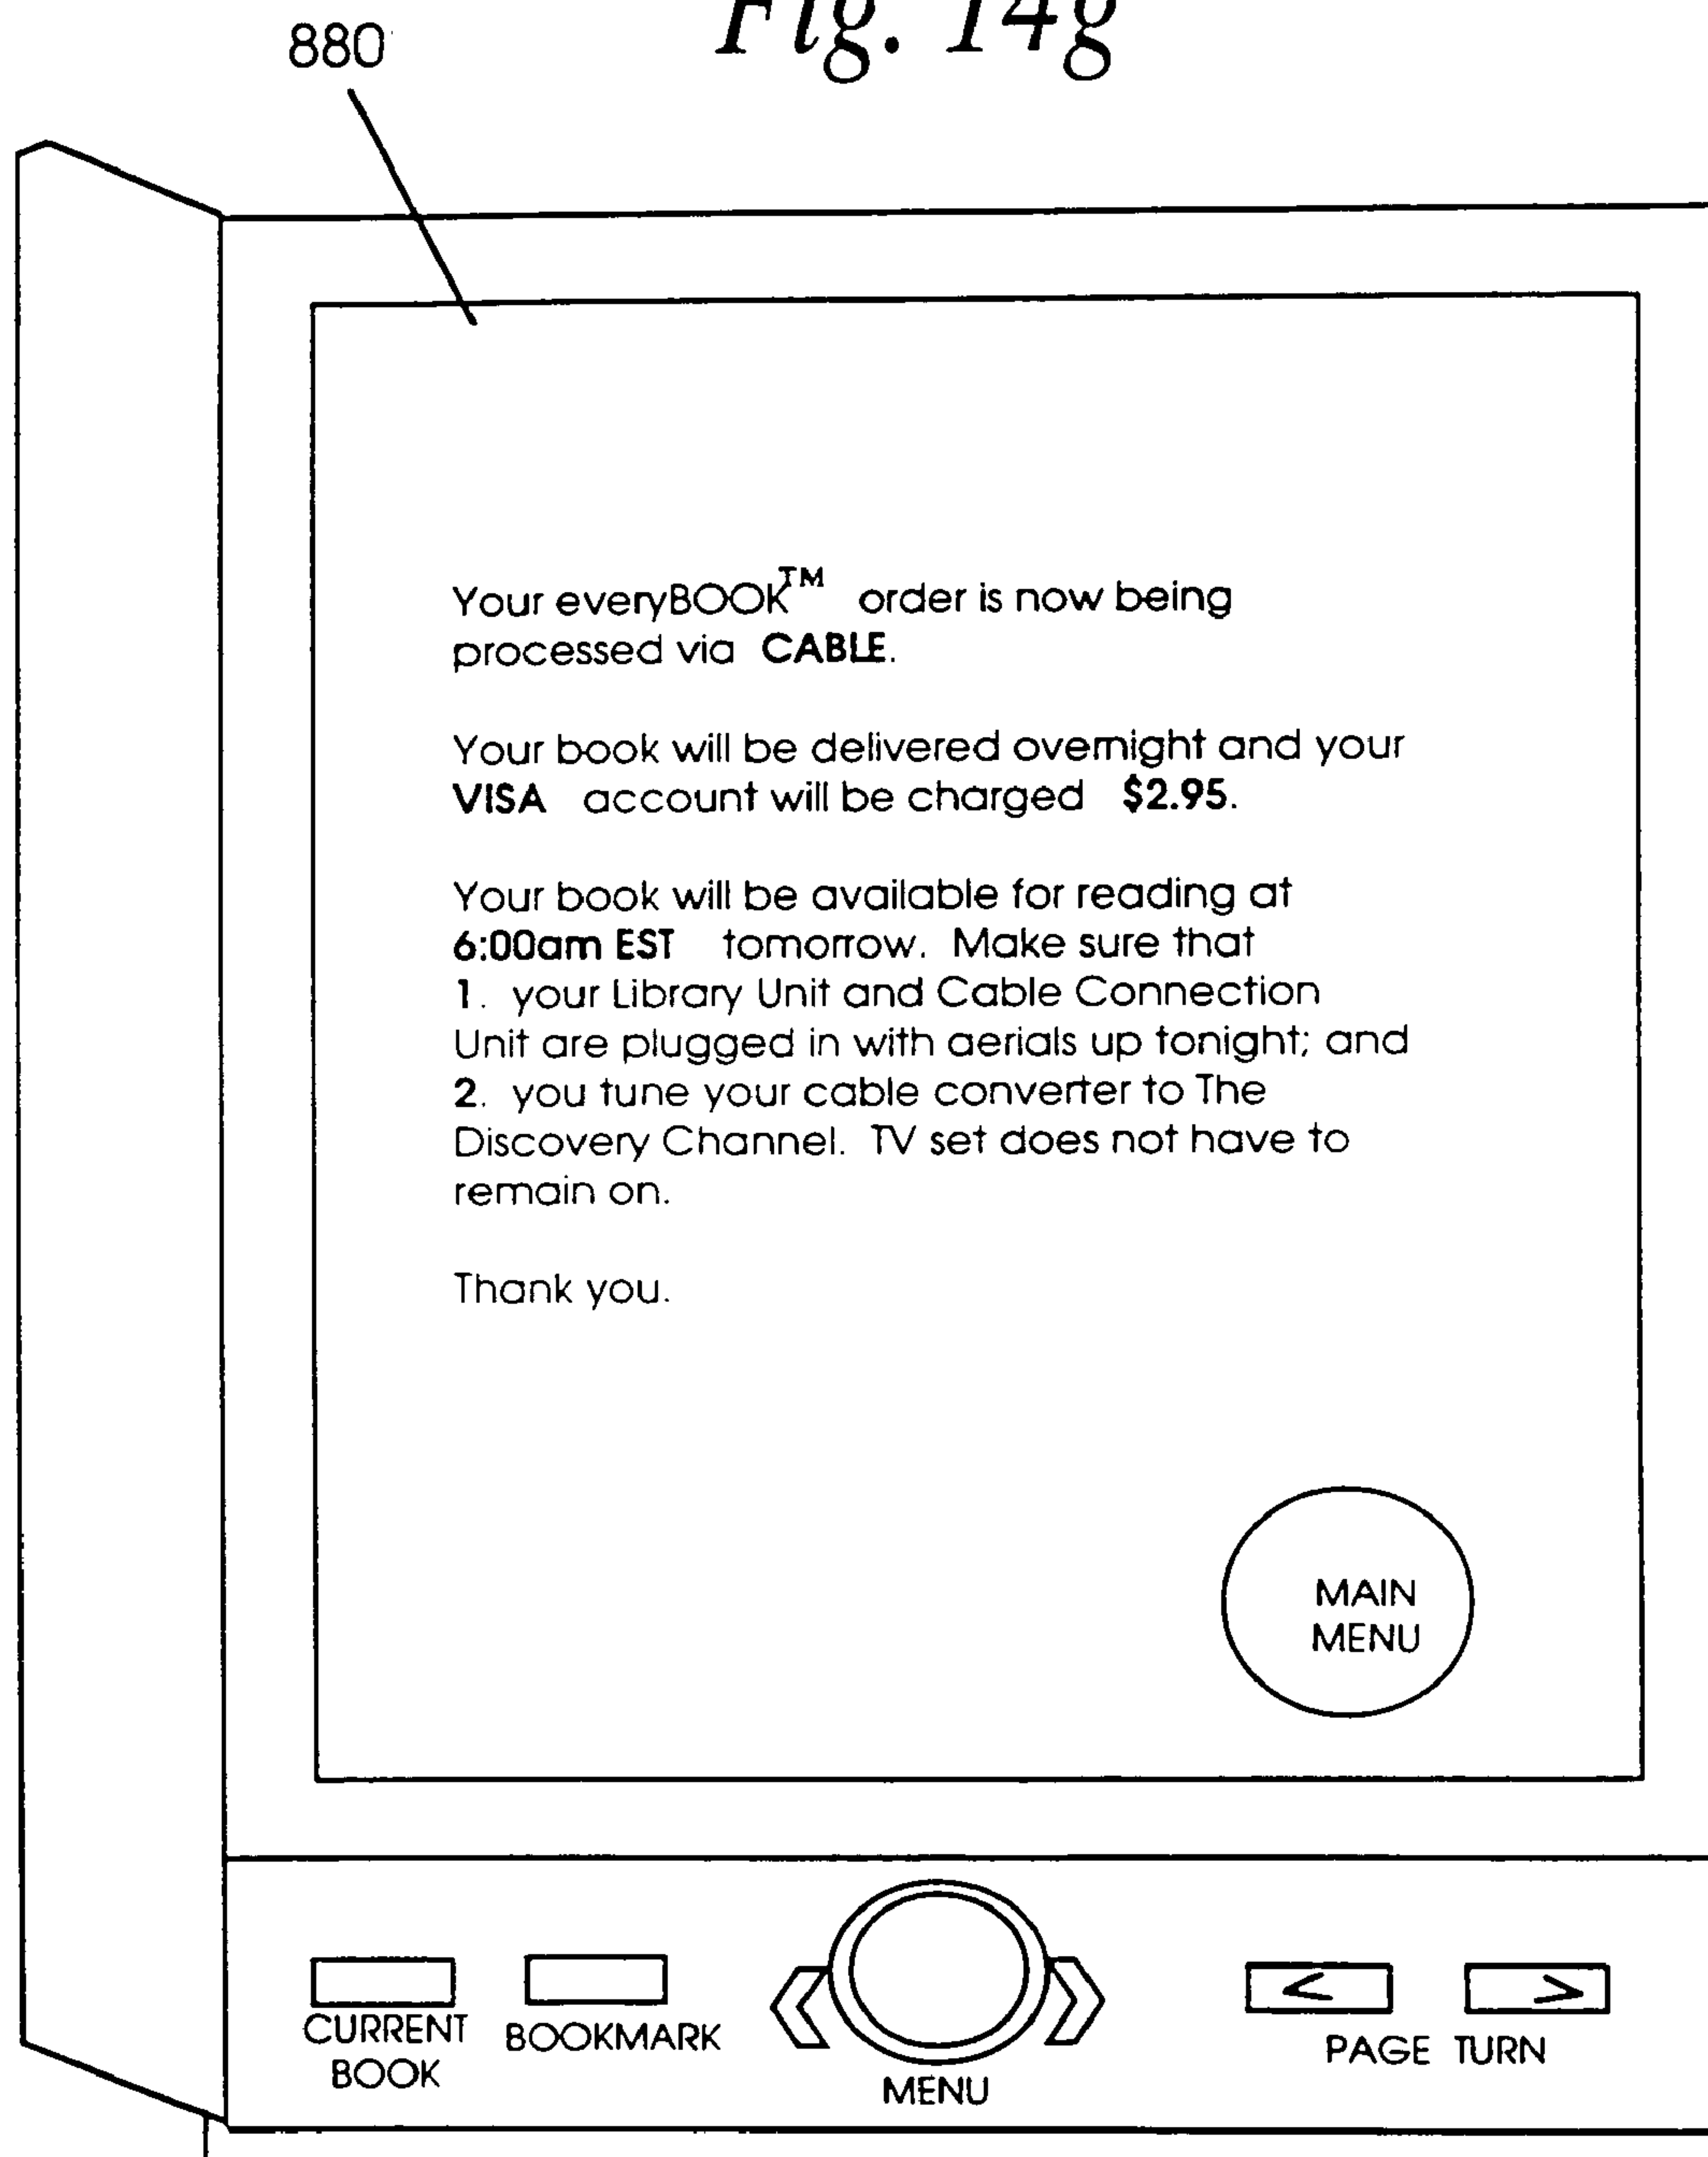 Fig. 14g
880
Your everyBOOK™ order is now being
processed via CABLE.
Your book will be delivered overnight and your
VISA account will be charged $2.95.
Your book will be available for reading at
6:00am EST tomorrow. Make sure that
1. your Library Unit and Cable Connection
Unit are plugged in with aerials up tonight; and
2. you tune your cable converter to The
Discovery Channel. TV set does not have to
remain on.
Thank you.
MAIN
MENU
CURRENT
BOOK
BOOKMARK
MENU
< >
PAGE TURN